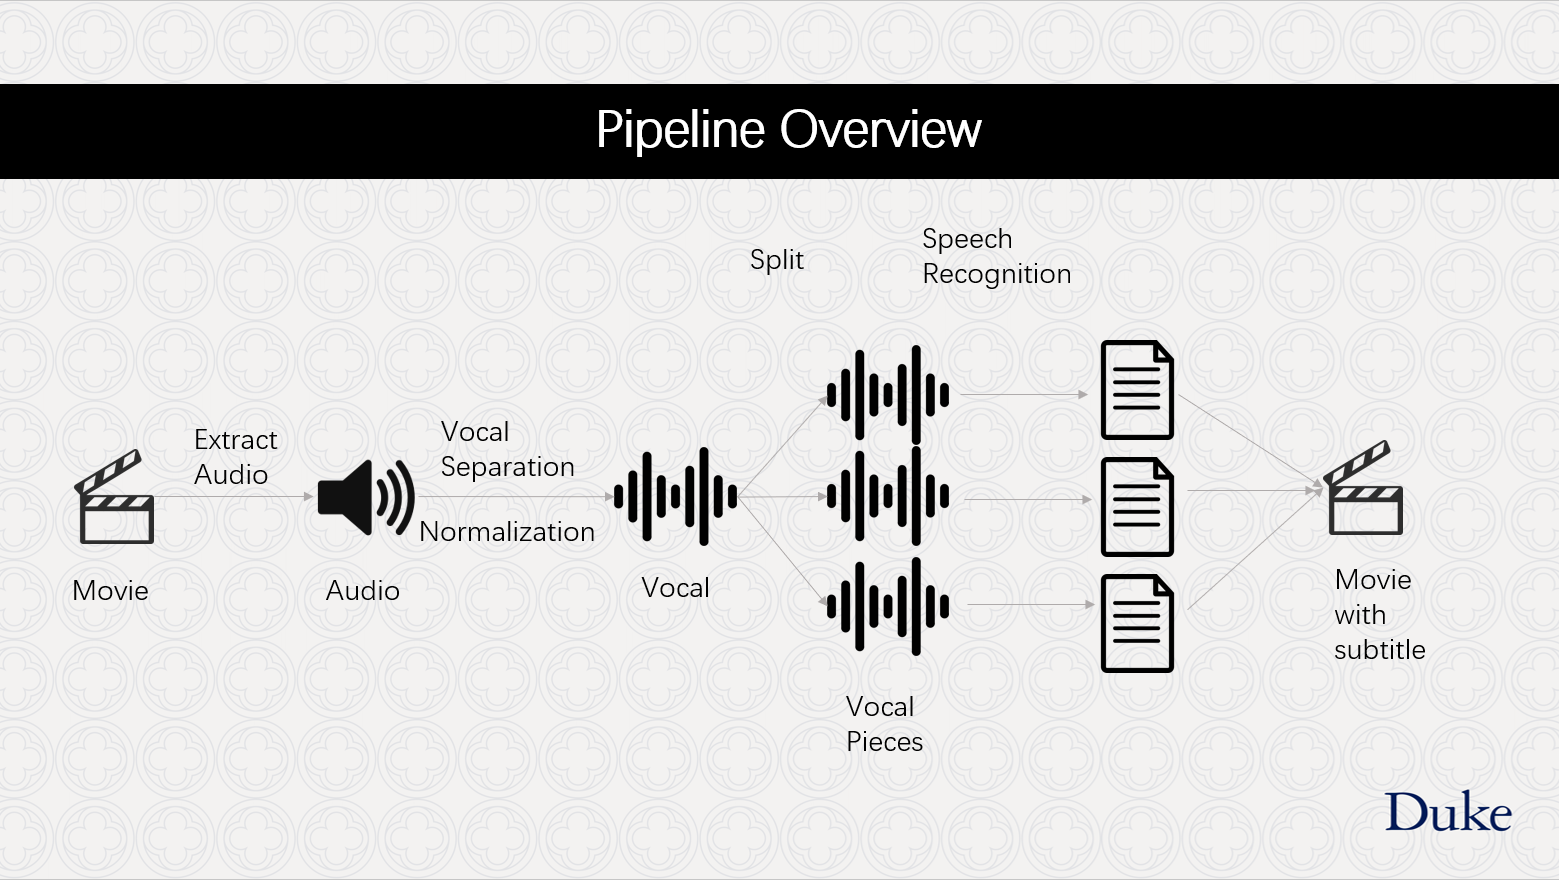 Pipeline Overview
Split
Speech
Recognition
Extract
Audio
Vocal
Separation
Normalization
Movie
Audio
Vocal
Vocal
Pieces
Movie
with
subtitle
Duke